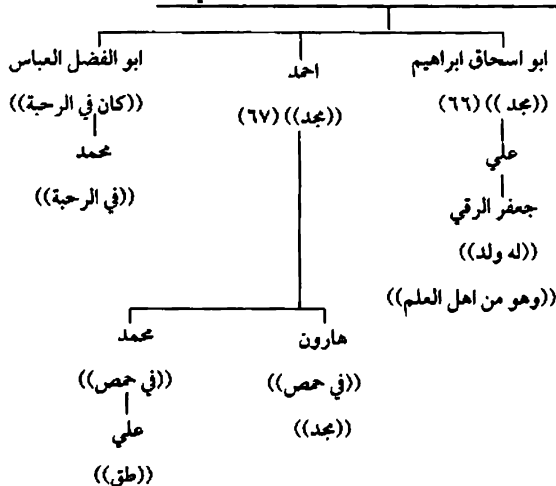 ابو اسحاق ابراهيم
((مجد)) (٦٦)
علي
جعفر الرقي
((له ولد))
((وهو من اهل العلم))
احمد
((مجد)) (٦٧)
هارون
((في حمص))
((مجد))
محمد
((في حمص))
علي
((طق))
ابو الفضل العباس
((كان في الرحبة))
محمد
((في الرحبة))